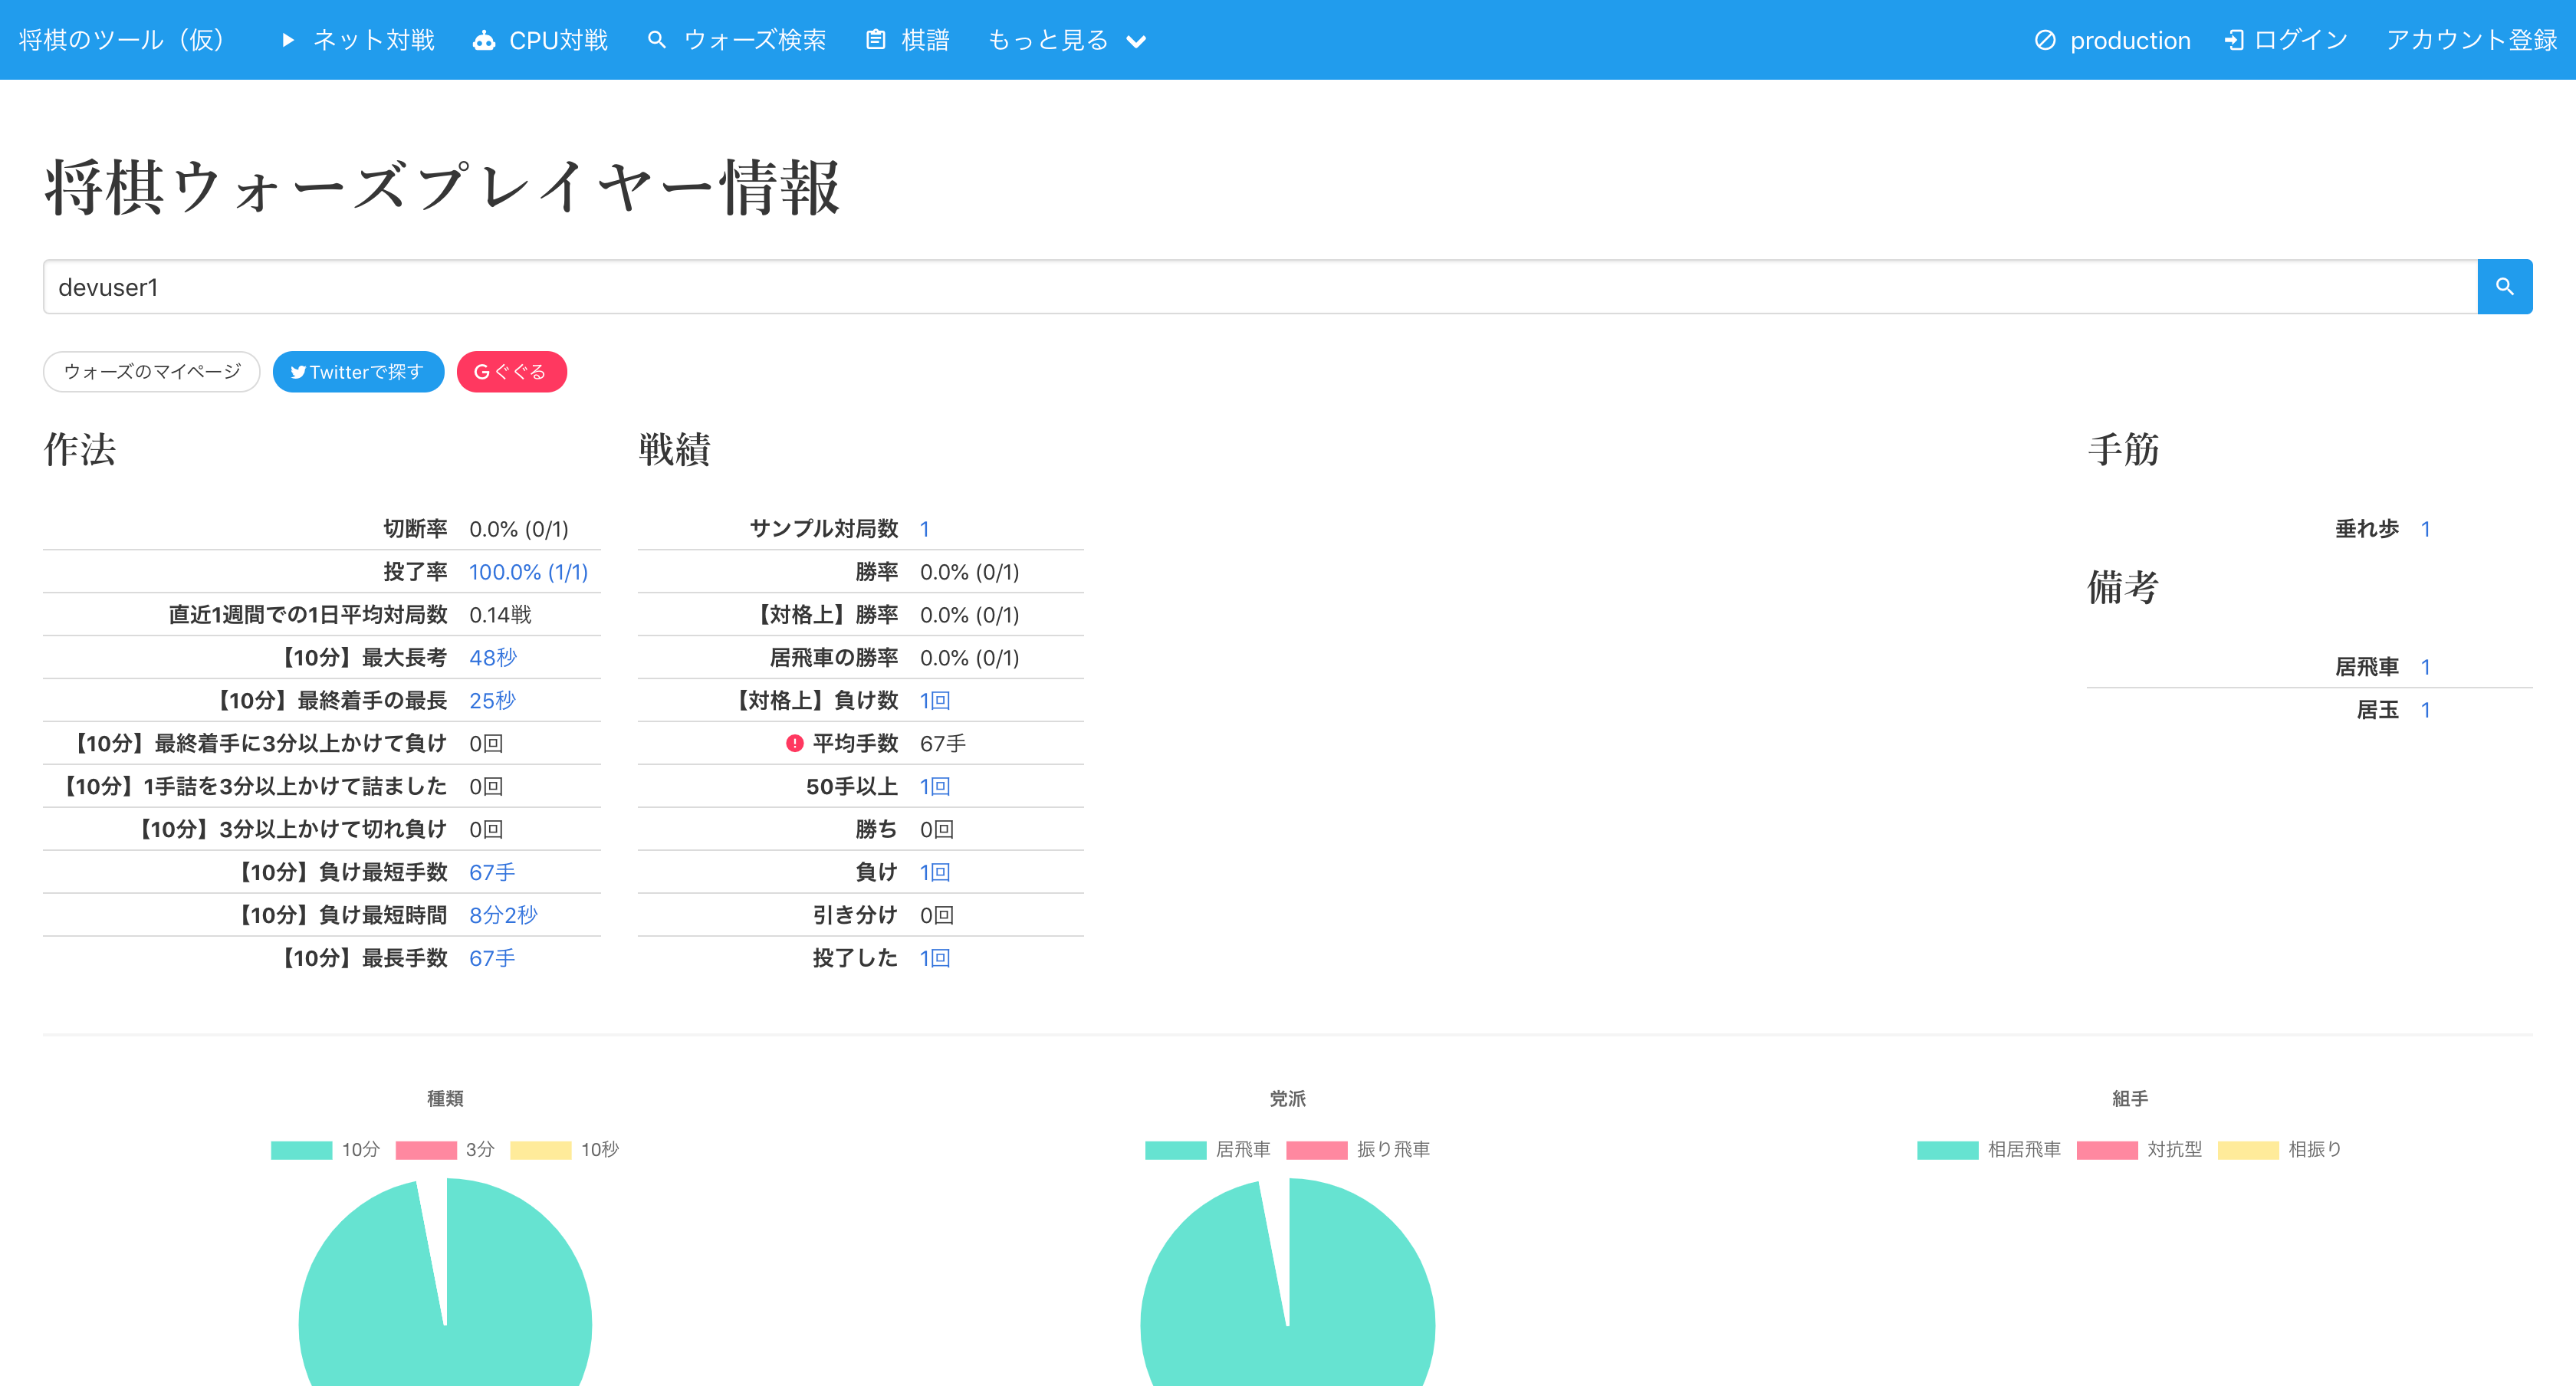 将棋のツール（仮） ネット対戦 CPU対戦 ウォーズ検索 棋譜 もっと見る production ログイン アカウント登録
将棋ウォーズプレイヤー情報
devuser1
ウォーズのマイページ Twitterで探す Gぐぐる
作法
切断率 0.0% (0/1)
投了率 100.0% (1/1)
直近1週間での1日平均対局数 0.14戦
【10分】最大長考 48秒
【10分】最終着手の最長 25秒
【10分】最終着手に3分以上かけて負け 0回
【10分】1手詰を3分以上かけて詰ました 0回
【10分】3分以上かけて切れ負け 0回
【10分】負け最短手数 67手
【10分】負け最短時間 8分2秒
【10分】最長手数 67手
戦績
サンプル対局数 1
勝率 0.0% (0/1)
【対格上】勝率 0.0% (0/1)
居飛車の勝率 0.0% (0/1)
【対格上】負け数 1回
平均手数 67手
50手以上 1回
勝ち 0回
負け 1回
引き分け 0回
投了した 1回
手筋
垂れ歩 1
備考
居飛車 1
居玉 1
種類
10分 3分 10秒
党派
居飛車 振り飛車
組手
相居飛車 対抗型 相振り